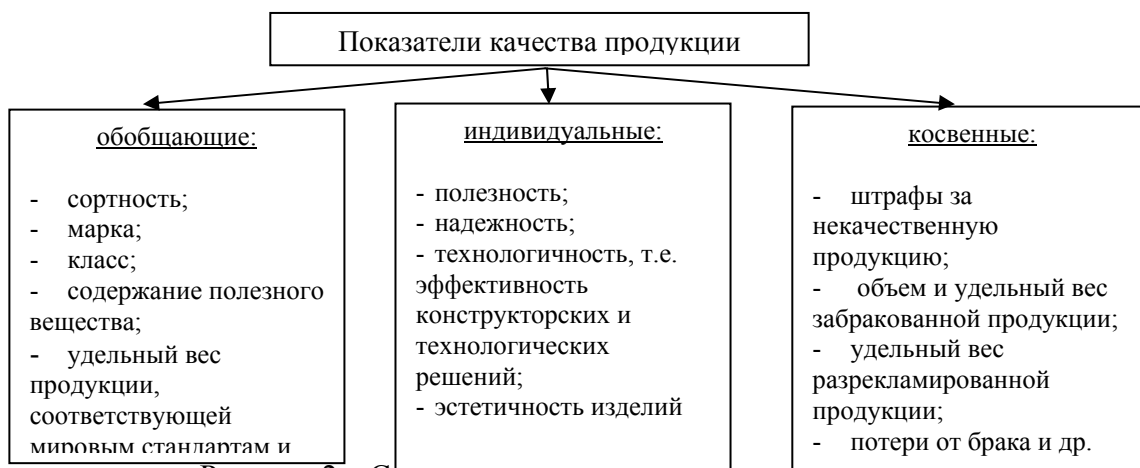 Показатели качества продукции
обобщающие:
- сортность;
- марка;
- класс;
- содержание полезного
вещества;
- удельный вес
продукции,
соответствующей
мировым стандартам и
индивидуальные:
- полезность;
- надежность;
- технологичность, т.е.
эффективность
конструкторских и
технологических
решений;
- эстетичность изделий
косвенные:
- штрафы за
некачественную
продукцию;
- объем и удельный вес
забракованной продукции;
- удельный вес
разрекламированной
продукции;
- потери от брака и др.